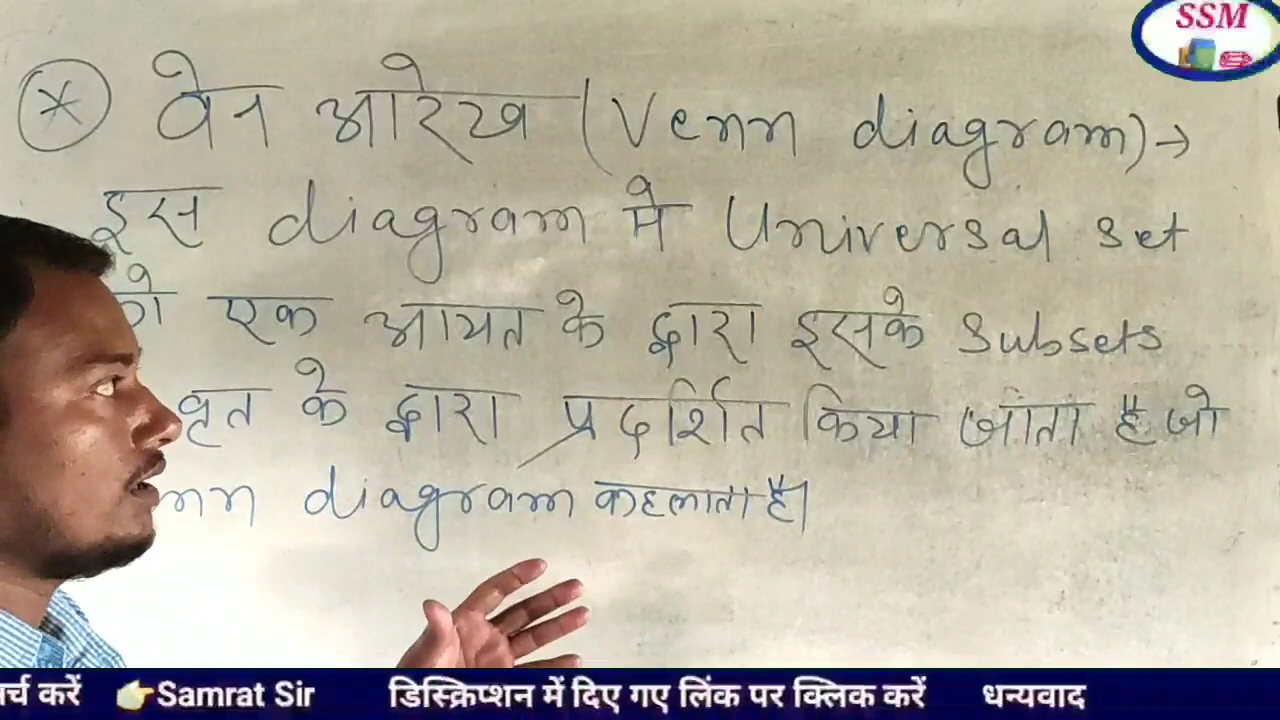 SSM
* वेन आरेख (Venn diagram)→
इस diagram मे Universal set
एक आयत के द्वारा इसके subsets
वृत के द्वारा प्रदर्शित किया जाता है जो
diagram कहलाता है।
र्च करें 👉Samrat Sir डिस्क्रिप्शन में दिए गए लिंक पर क्लिक करें धन्यवाद